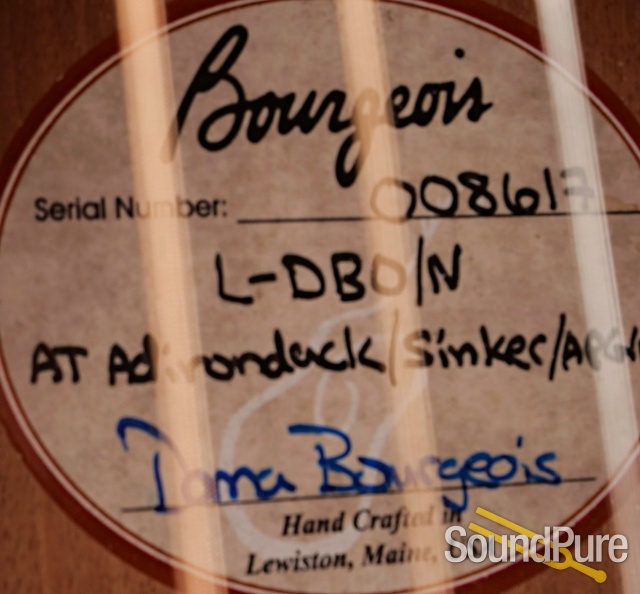 Bourgeois
Serial Number: 008617
L-DBO/N
AT Adirondack/Sinker/
Dana Bourgeois
Hand Crafted in
Lewiston, Maine,
SoundPure